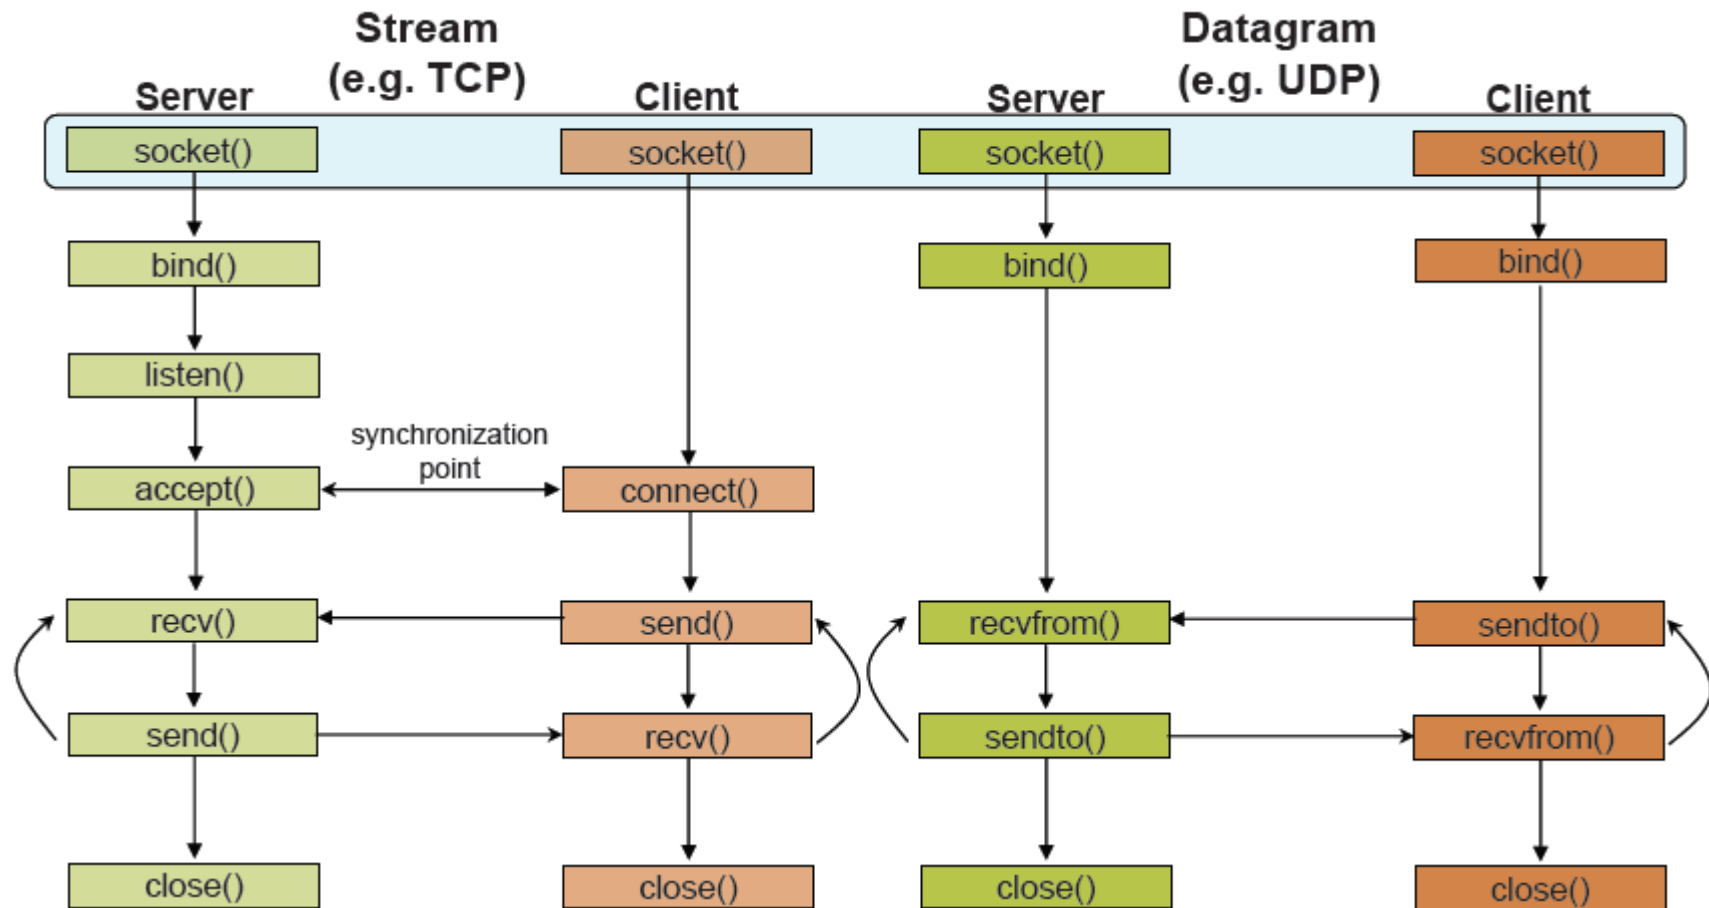 Stream
(e.g. TCP)
Datagram
(e.g. UDP)
Server
Client
Server
Client
socket()
socket()
socket()
socket()
bind()
bind()
bind()
listen()
synchronization
point
accept()
connect()
recv()
send()
recvfrom()
sendto()
send()
recv()
sendto()
recvfrom()
close()
close()
close()
close()